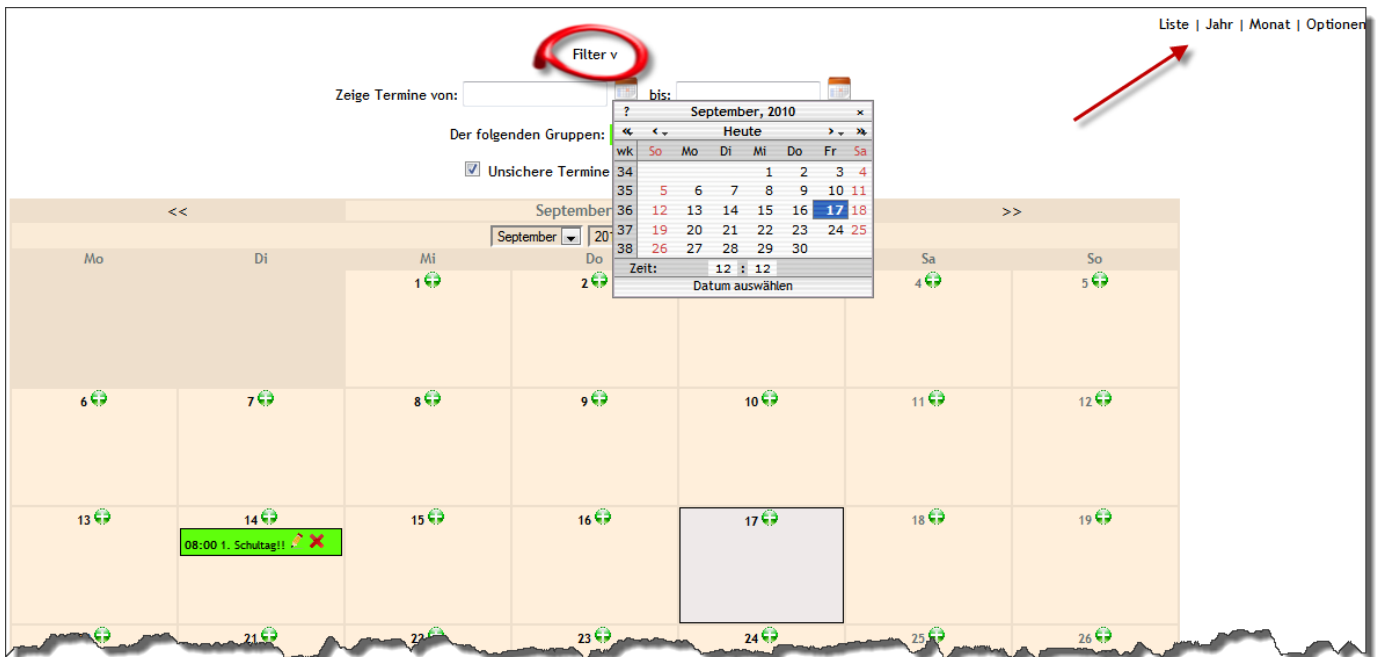 Liste | Jahr | Monat | Optionen
Filter v
Zeige Termine von: bis:
Der folgenden Gruppen:
Unsichere Termine
? September, 2010 ×
« ‹ Heute › »
wk So Mo Di Mi Do Fr Sa
34 1 2 3 4
35 5 6 7 8 9 10 11
36 12 13 14 15 16 17 18
37 19 20 21 22 23 24 25
38 26 27 28 29 30
Zeit: 12 : 12
Datum auswählen
<< September >>
September 201
Mo Di Mi Do Sa So
1 2 4 5
6 7 8 9 10 11 12
13 14 15 16 17 18 19
08:00 1. Schultag!!
21 22 23 24 25 26